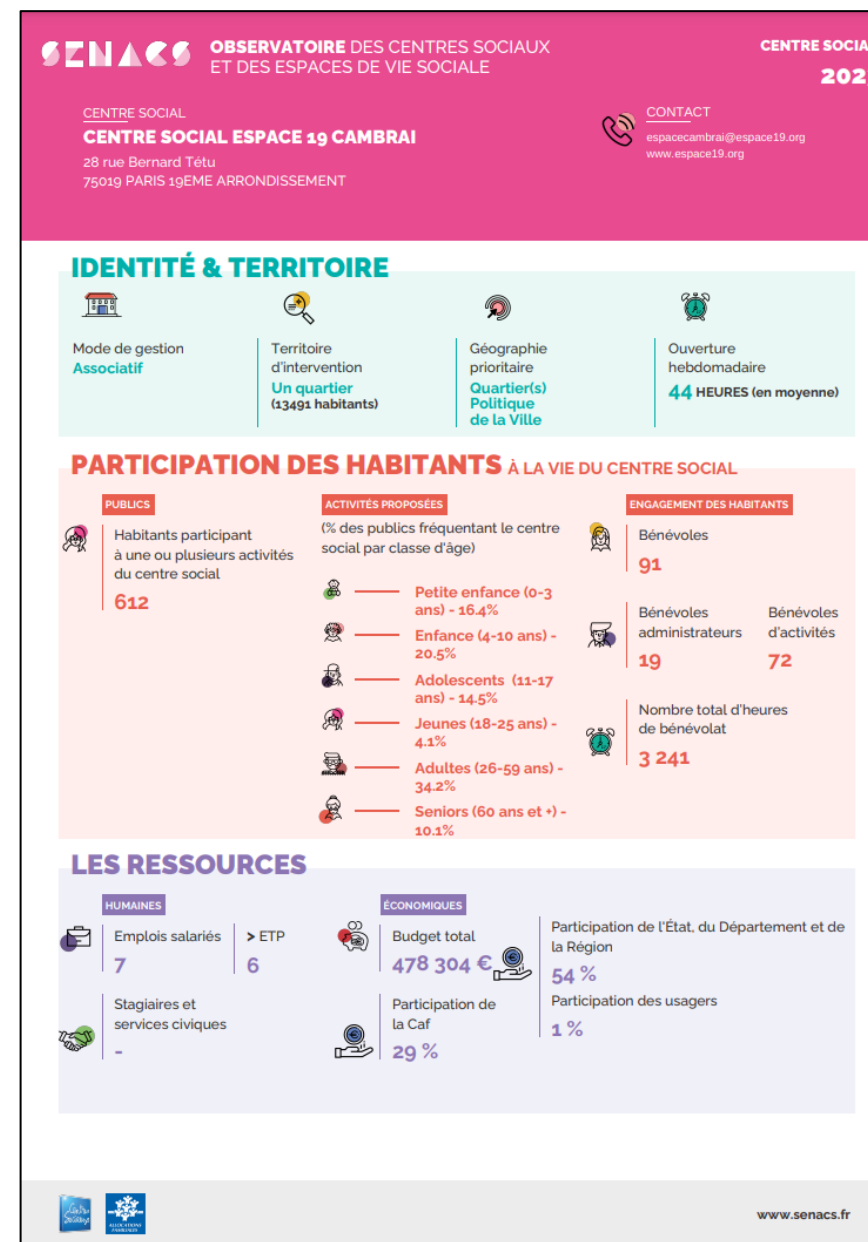 SENACS
OBSERVATOIRE DES CENTRES SOCIAUX
ET DES ESPACES DE VIE SOCIALE
CENTRE SOCIA
202
CENTRE SOCIAL
CENTRE SOCIAL ESPACE 19 CAMBRAI
28 rue Bernard Tétu
75019 PARIS 19EME ARRONDISSEMENT
CONTACT
espacecambrai@espace19.org
www.espace19.org
IDENTITÉ & TERRITOIRE
Mode de gestion
Associatif
Territoire
d'intervention
Un quartier
(13491 habitants)
Géographie
prioritaire
Quartier(s)
Politique
de la Ville
Ouverture
hebdomadaire
44 HEURES (en moyenne)
PARTICIPATION DES HABITANTS À LA VIE DU CENTRE SOCIAL
PUBLICS
Habitants participant
à une ou plusieurs activités
du centre social
612
ACTIVITÉS PROPOSÉES
(% des publics fréquentant le centre
social par classe d'âge)
Petite enfance (0-3
ans) - 16.4%
Enfance (4-10 ans) -
20.5%
Adolescents (11-17
ans) - 14.5%
Jeunes (18-25 ans) -
4.1%
Adultes (26-59 ans) -
34.2%
Seniors (60 ans et +) -
10.1%
ENGAGEMENT DES HABITANTS
Bénévoles
91
Bénévoles
administrateurs
19
Bénévoles
d'activités
72
Nombre total d'heures
de bénévolat
3 241
LES RESSOURCES
HUMAINES
Emplois salariés
7
> ETP
6
Stagiaires et
services civiques
-
ÉCONOMIQUES
Budget total
478 304 €
Participation de
la Caf
29 %
Participation de l'État, du Département et de
la Région
54 %
Participation des usagers
1 %
ALLOCATIONS
FAMILIALES
www.senacs.fr